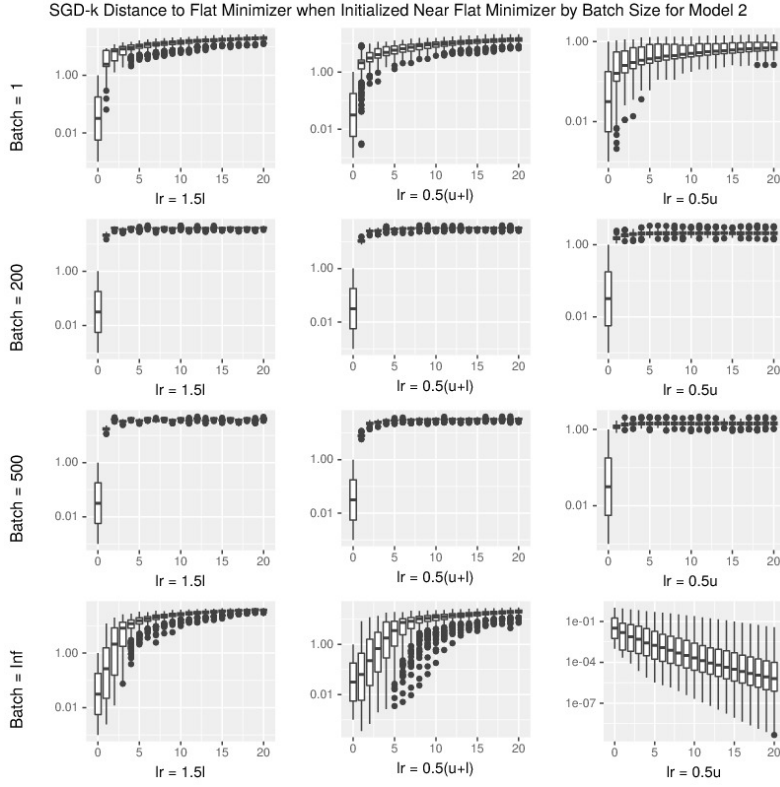 SGD-k Distance to Flat Minimizer when Initialized Near Flat Minimizer by Batch Size for Model 2
Batch = 1
1.00
0.01
0 5 10 15 20
lr = 1.5l
1.00
0.01
0 5 10 15 20
lr = 0.5(u+l)
1.00
0.01
0 5 10 15 20
lr = 0.5u
Batch = 200
1.00
0.01
0 5 10 15 20
lr = 1.5l
1.00
0.01
0 5 10 15 20
lr = 0.5(u+l)
1.00
0.01
0 5 10 15 20
lr = 0.5u
Batch = 500
1.00
0.01
0 5 10 15 20
lr = 1.5l
1.00
0.01
0 5 10 15 20
lr = 0.5(u+l)
1.00
0.01
0 5 10 15 20
lr = 0.5u
Batch = Inf
1.00
0.01
0 5 10 15 20
lr = 1.5l
1.00
0.01
0 5 10 15 20
lr = 0.5(u+l)
1e-01
1e-04
1e-07
0 5 10 15 20
lr = 0.5u